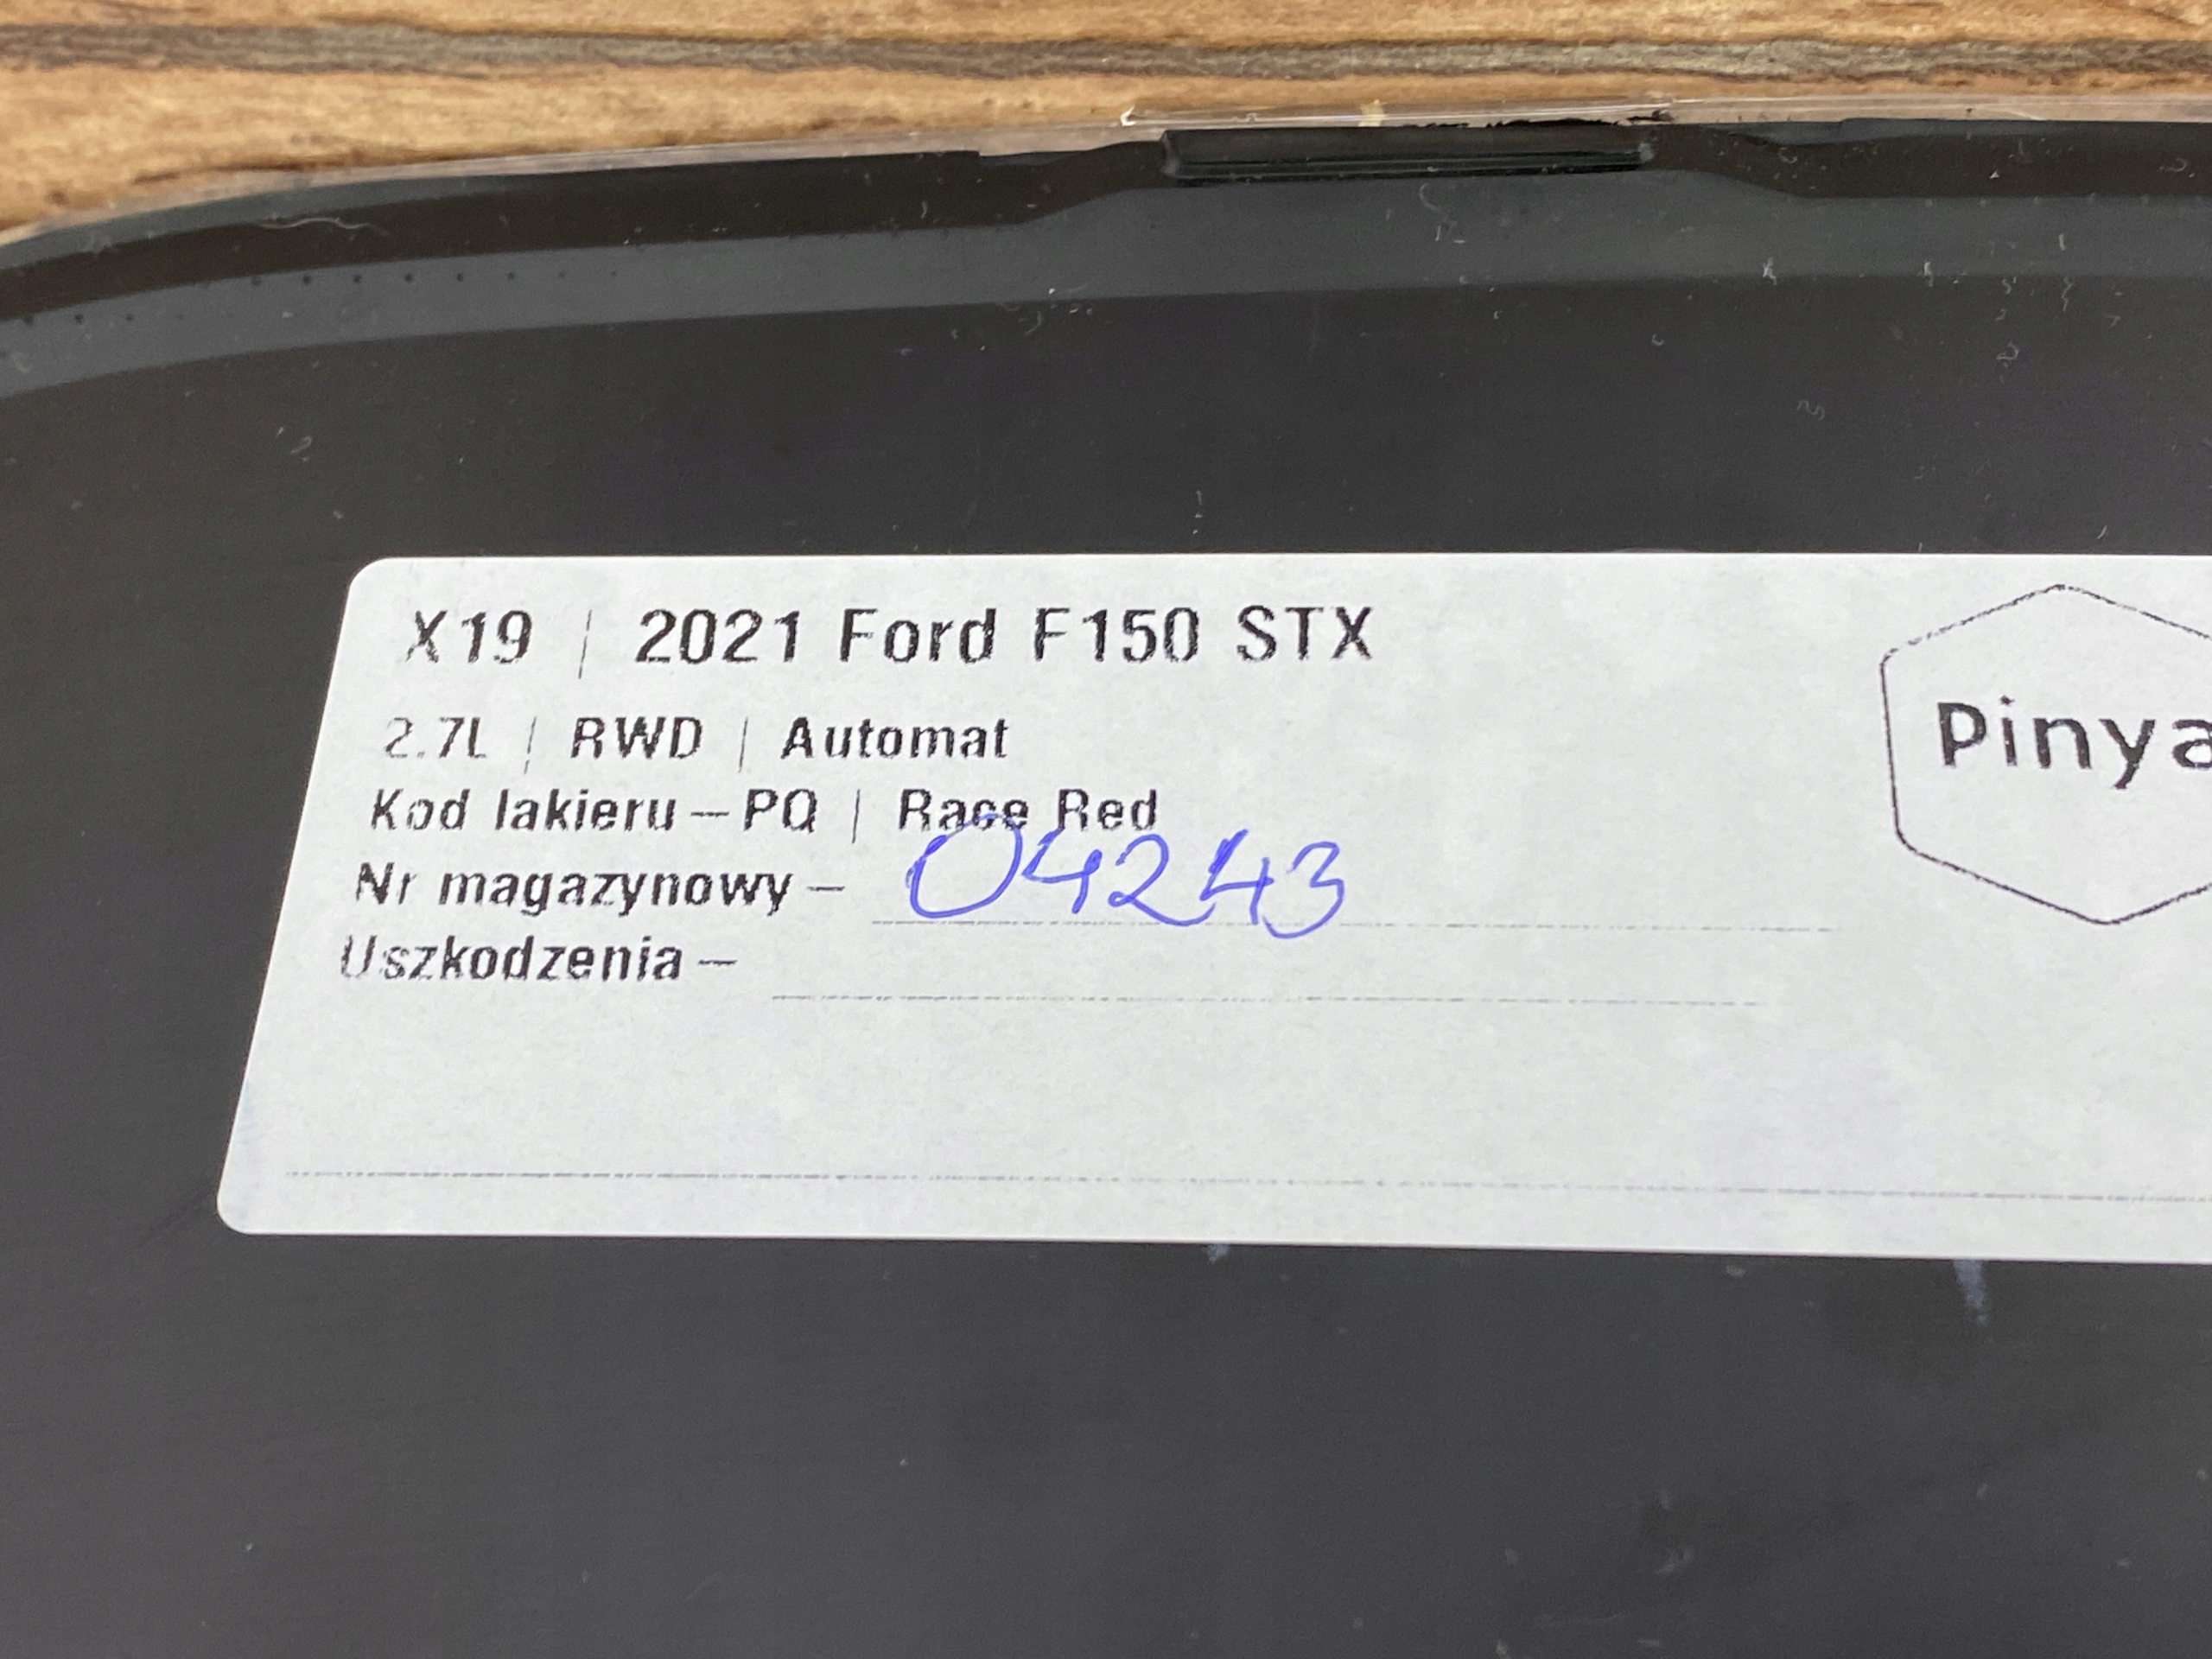 X19 | 2021 Ford F150 STX
2.7L | RWD | Automat
Kod lakieru – PQ | Race Red
Nr magazynowy – 04243
Uszkodzenia –
Pinya